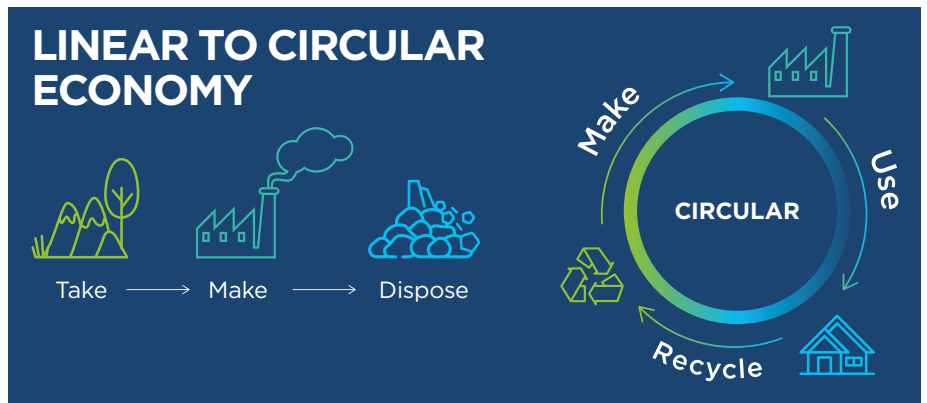 LINEAR TO CIRCULAR
ECONOMY
Take
Make
Dispose
Make
Use
CIRCULAR
Recycle